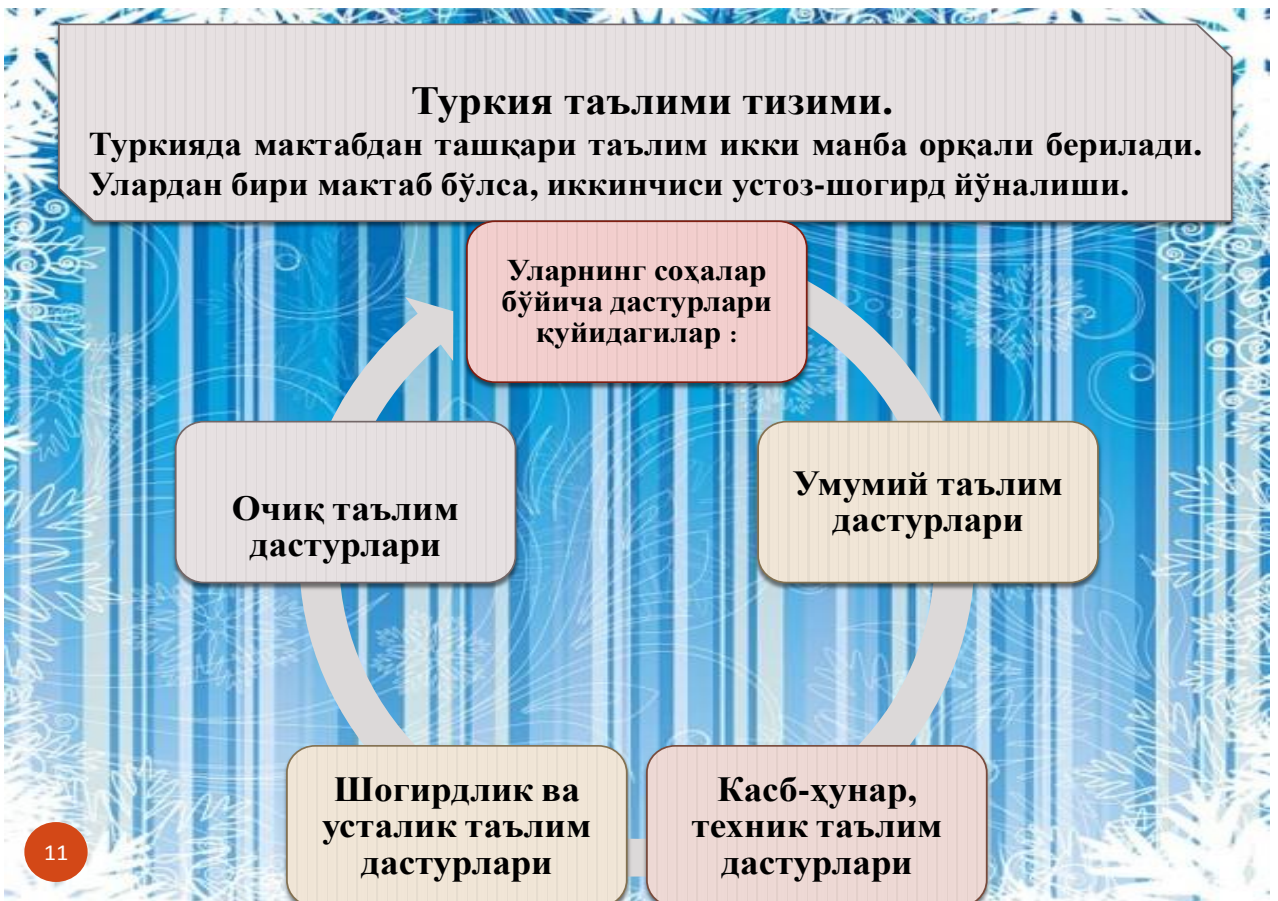 Туркия таълими тизими.
Туркияда мактабдан ташқари таълим икки манба орқали берилади.
Улардан бири мактаб бўлса, иккинчиси устоз-шогирд йўналиши.
Уларнинг соҳалар
бўйича дастурлари
қуйидагилар :
Умумий таълим
дастурлари
Касб-ҳунар,
техник таълим
дастурлари
Шогирдлик ва
усталик таълим
дастурлари
Очиқ таълим
дастурлари
11